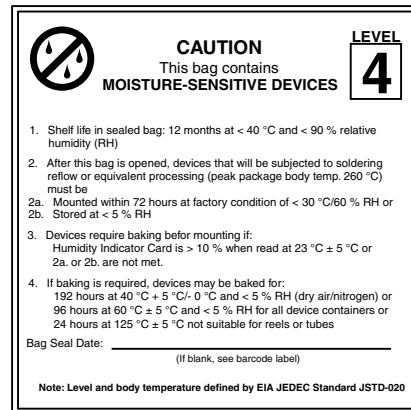 CAUTION
This bag contains
MOISTURE-SENSITIVE DEVICES
LEVEL
4
1. Shelf life in sealed bag: 12 months at < 40 °C and < 90 % relative
humidity (RH)
2. After this bag is opened, devices that will be subjected to soldering
reflow or equivalent processing (peak package body temp. 260 °C)
must be
2a. Mounted within 72 hours at factory condition of < 30 °C/60 % RH or
2b. Stored at < 5 % RH
3. Devices require baking befor mounting if:
Humidity Indicator Card is > 10 % when read at 23 °C ± 5 °C or
2a. or 2b. are not met.
4. If baking is required, devices may be baked for:
192 hours at 40 °C + 5 °C/- 0 °C and < 5 % RH (dry air/nitrogen) or
96 hours at 60 °C ± 5 °C and < 5 % RH for all device containers or
24 hours at 125 °C ± 5 °C not suitable for reels or tubes
Bag Seal Date:
(If blank, see barcode label)
Note: Level and body temperature defined by EIA JEDEC Standard JSTD-020